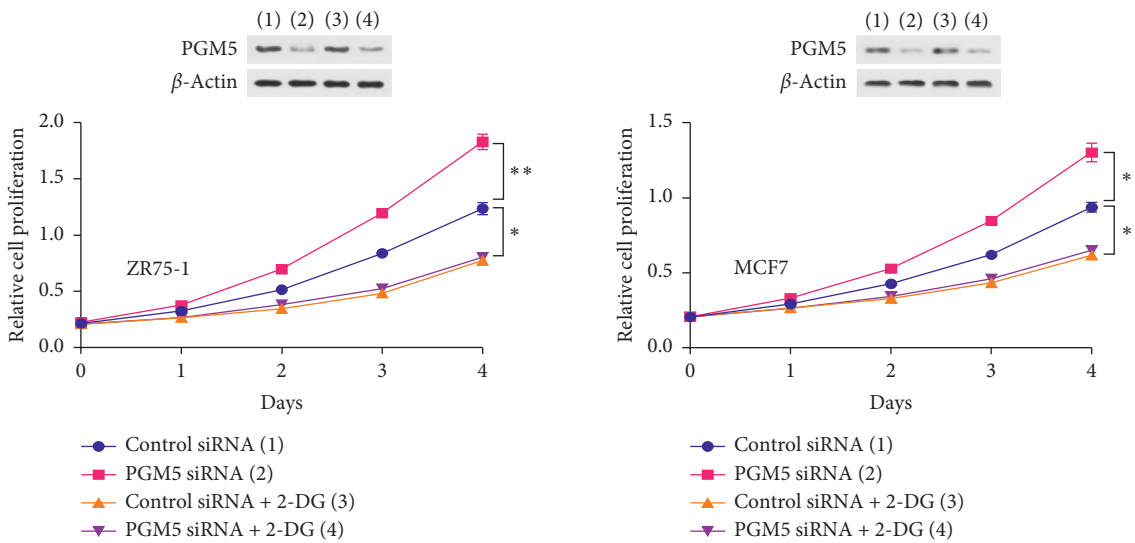 (1) (2) (3) (4)
PGM5
β-Actin
2.0
1.5
1.0
0.5
0.0
Relative cell proliferation
ZR75-1
**
*
0 1 2 3 4
Days
Control siRNA (1)
PGM5 siRNA (2)
Control siRNA + 2-DG (3)
PGM5 siRNA + 2-DG (4)
(1) (2) (3) (4)
PGM5
β-Actin
1.5
1.0
0.5
0.0
Relative cell proliferation
MCF7
*
*
0 1 2 3 4
Days
Control siRNA (1)
PGM5 siRNA (2)
Control siRNA + 2-DG (3)
PGM5 siRNA + 2-DG (4)